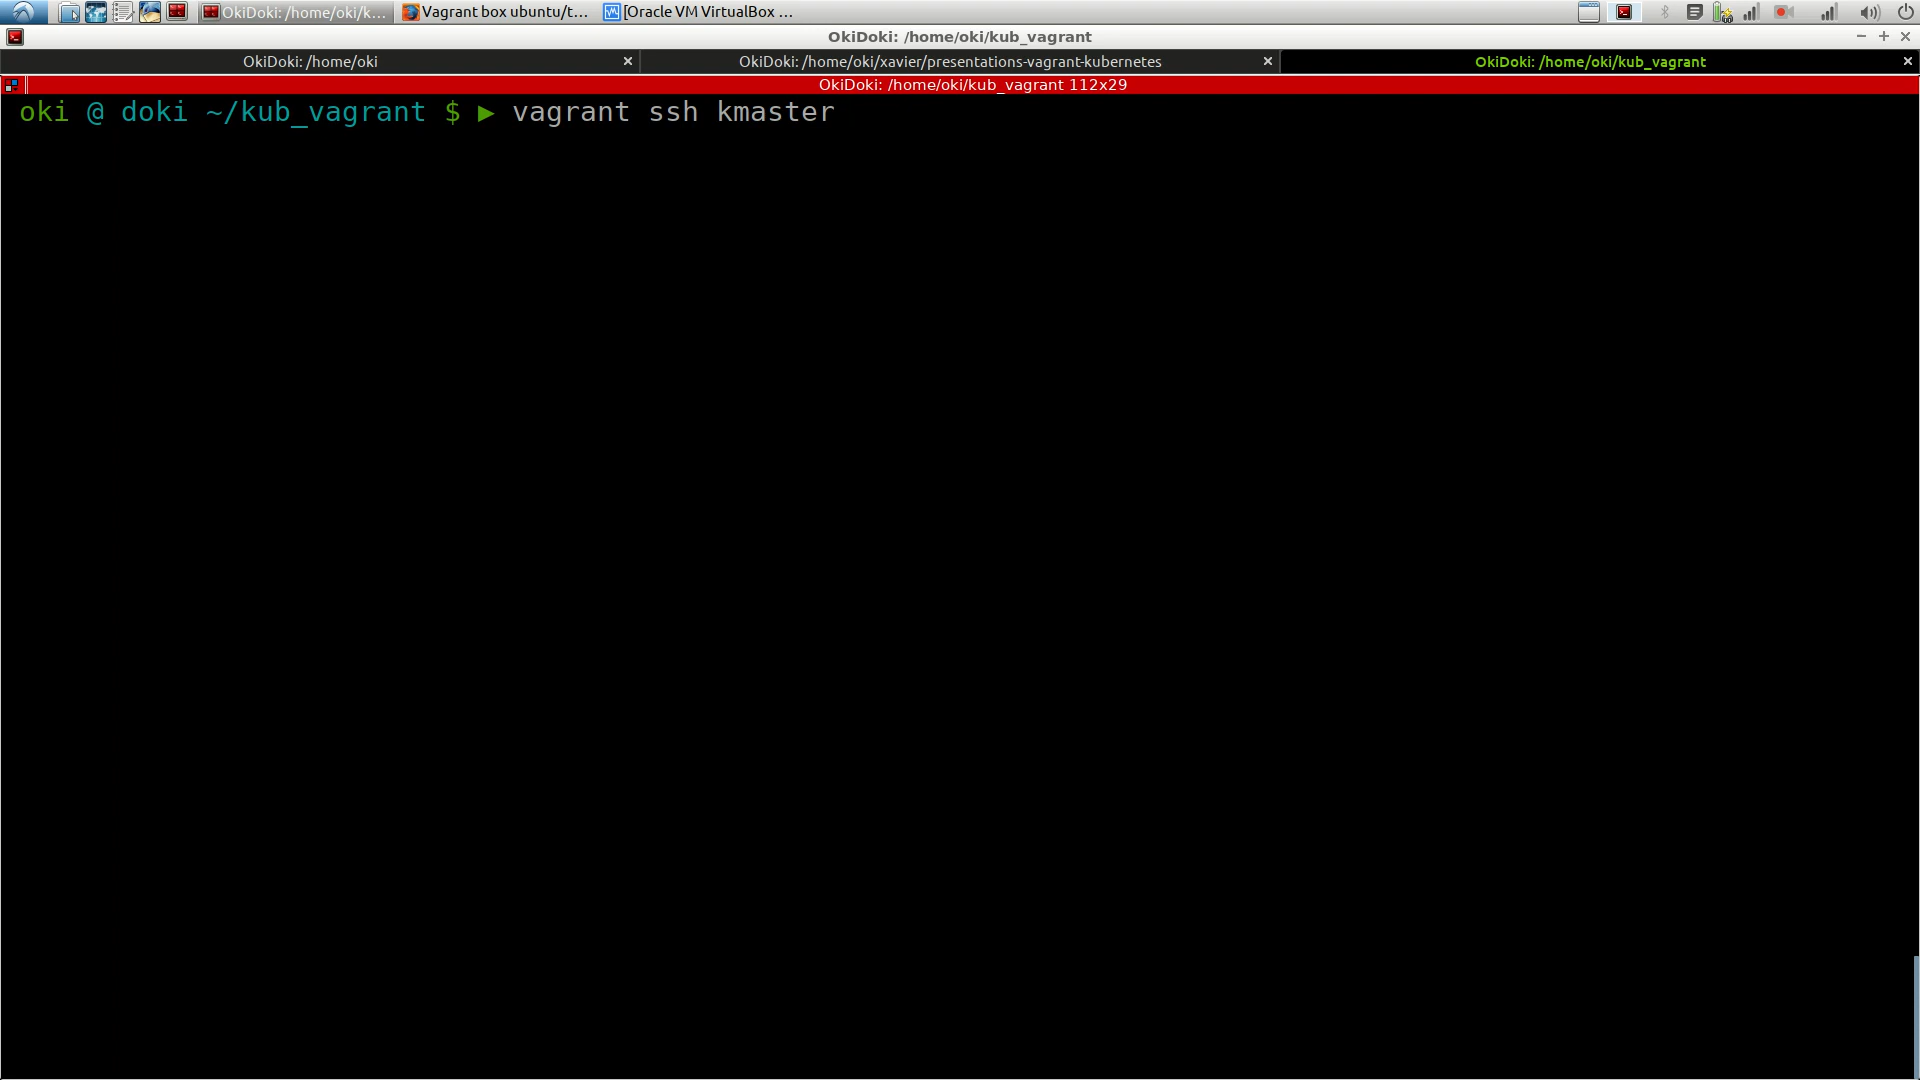 OkiDoki: /home/oki/k...
Vagrant box ubuntu/t...
[Oracle VM VirtualBox ...
OkiDoki: /home/oki/kub_vagrant
OkiDoki: /home/oki
OkiDoki: /home/oki/xavier/presentations-vagrant-kubernetes
OkiDoki: /home/oki/kub_vagrant
OkiDoki: /home/oki/kub_vagrant 112x29
oki @ doki ~/kub_vagrant $ ▶ vagrant ssh kmaster